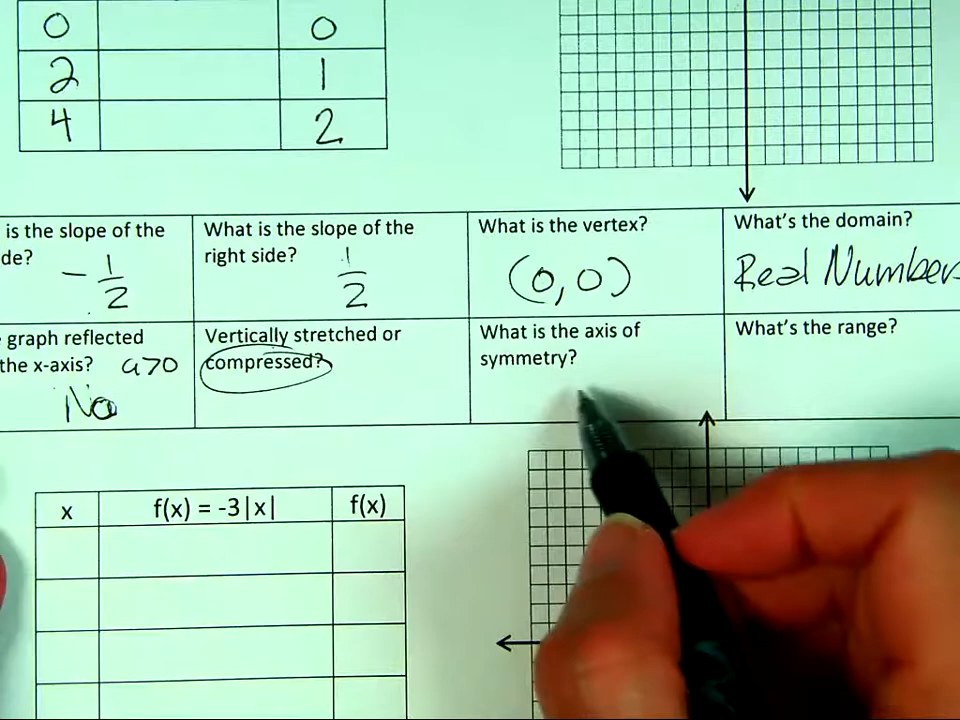 0 0
2 1
4 2
is the slope of the
de?
- 1/2
What is the slope of the
right side?
1/2
What is the vertex?
(0,0)
What's the domain?
Real Numbers
graph reflected
the x-axis? a>0
No
Vertically stretched or
compressed?
What is the axis of
symmetry?
What's the range?
x f(x) = -3|x| f(x)